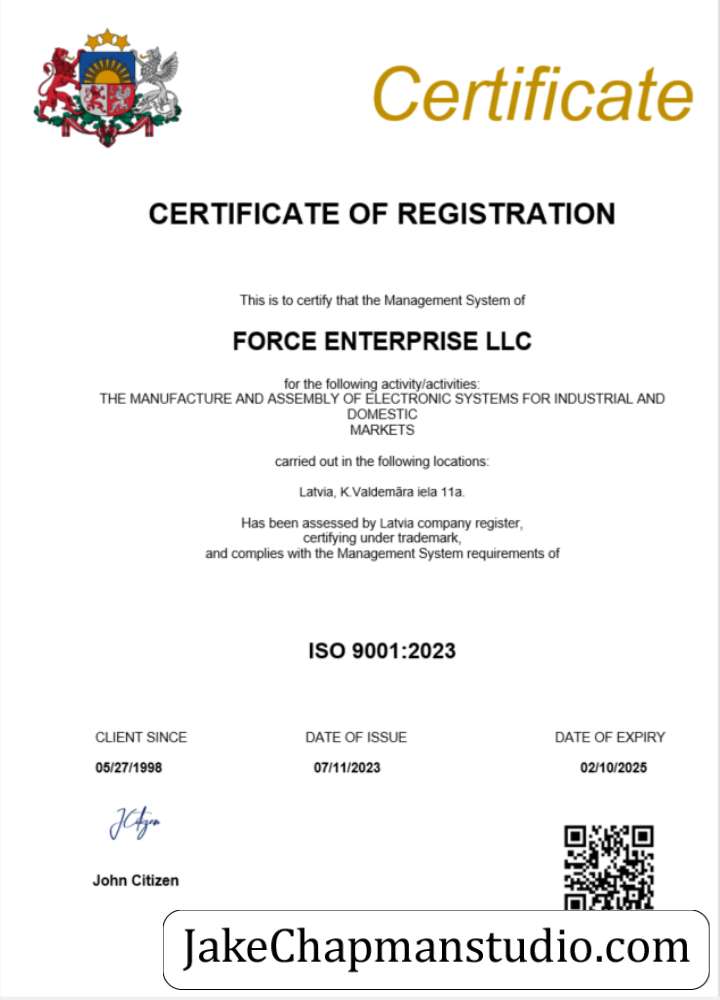 Certificate
CERTIFICATE OF REGISTRATION
This is to certify that the Management System of
FORCE ENTERPRISE LLC
for the following activity/activities:
THE MANUFACTURE AND ASSEMBLY OF ELECTRONIC SYSTEMS FOR INDUSTRIAL AND
DOMESTIC
MARKETS
carried out in the following locations:
Latvia, K.Valdemāra iela 11a.
Has been assessed by Latvia company register,
certifying under trademark,
and complies with the Management System requirements of
ISO 9001:2023
CLIENT SINCE DATE OF ISSUE DATE OF EXPIRY
05/27/1998 07/11/2023 02/10/2025
JCitizen
John Citizen
JakeChapmanstudio.com